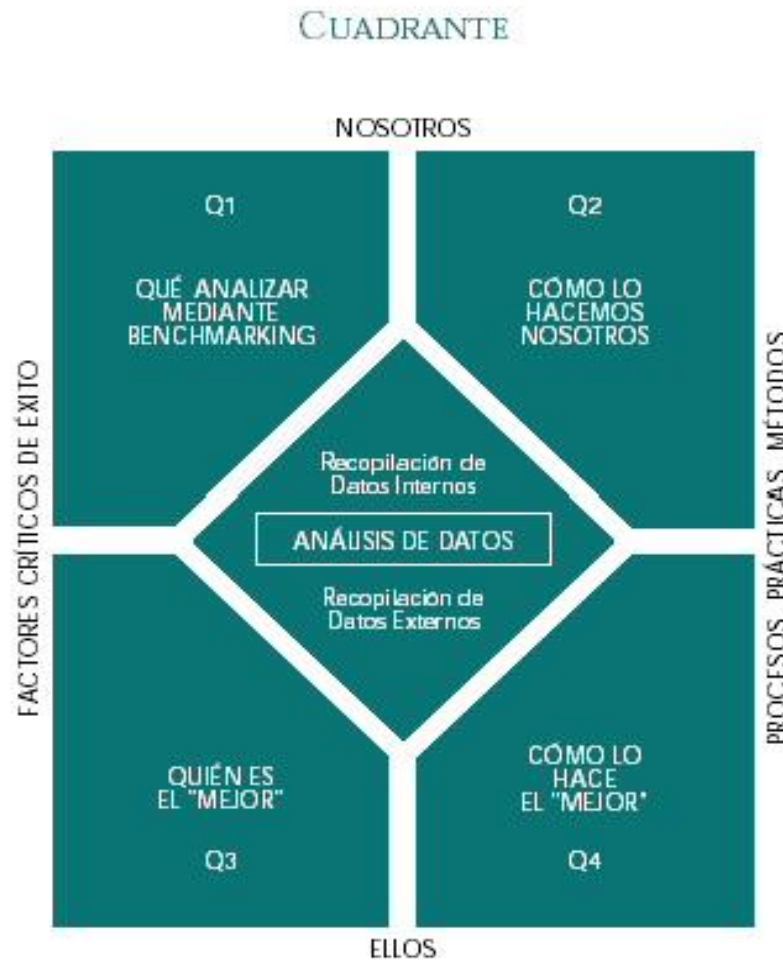 CUADRANTE
NOSOTROS
Q1
QUÉ ANALIZAR
MEDIANTE
BENCHMARKING
Q2
CÓMO LO
HACEMOS
NOSOTROS
FACTORES CRÍTICOS DE ÉXITO
PROCESOS, PRÁCTICAS, MÉTODOS
Recopilación de
Datos Internos
ANÁLISIS DE DATOS
Recopilación de
Datos Externos
QUIÉN ES
EL "MEJOR"
Q3
CÓMO LO
HACE
EL "MEJOR"
Q4
ELLOS